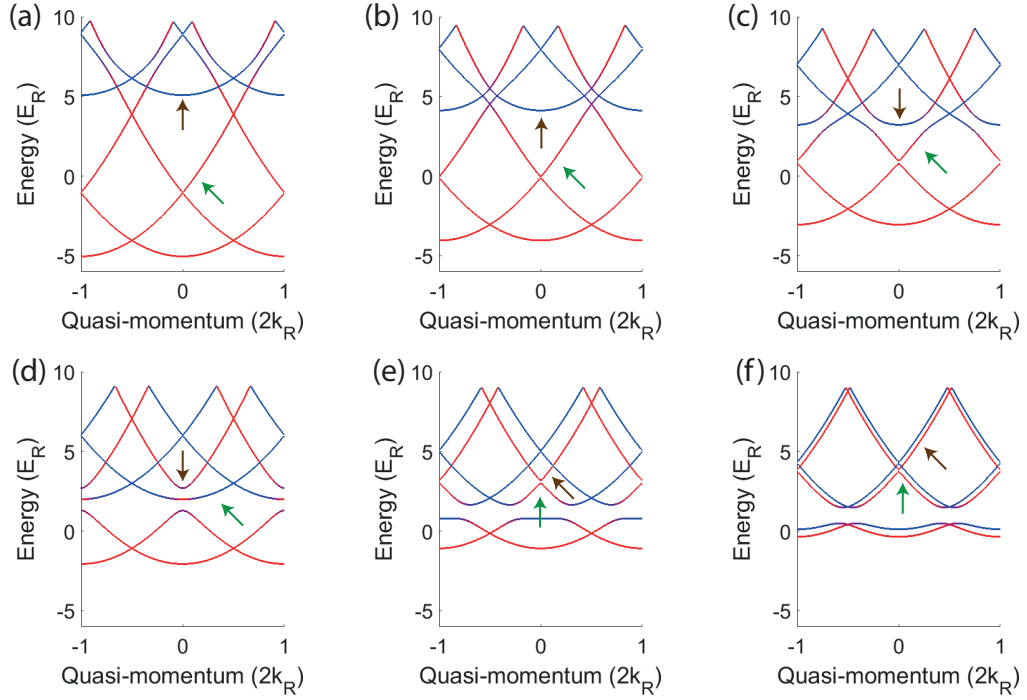 (a)
10
5
0
-5
Energy (E_R)
-1 0 1
Quasi-momentum (2k_R)
(b)
10
5
0
-5
Energy (E_R)
-1 0 1
Quasi-momentum (2k_R)
(c)
10
5
0
-5
Energy (E_R)
-1 0 1
Quasi-momentum (2k_R)
(d)
10
5
0
-5
Energy (E_R)
-1 0 1
Quasi-momentum (2k_R)
(e)
10
5
0
-5
Energy (E_R)
-1 0 1
Quasi-momentum (2k_R)
(f)
10
5
0
-5
Energy (E_R)
-1 0 1
Quasi-momentum (2k_R)